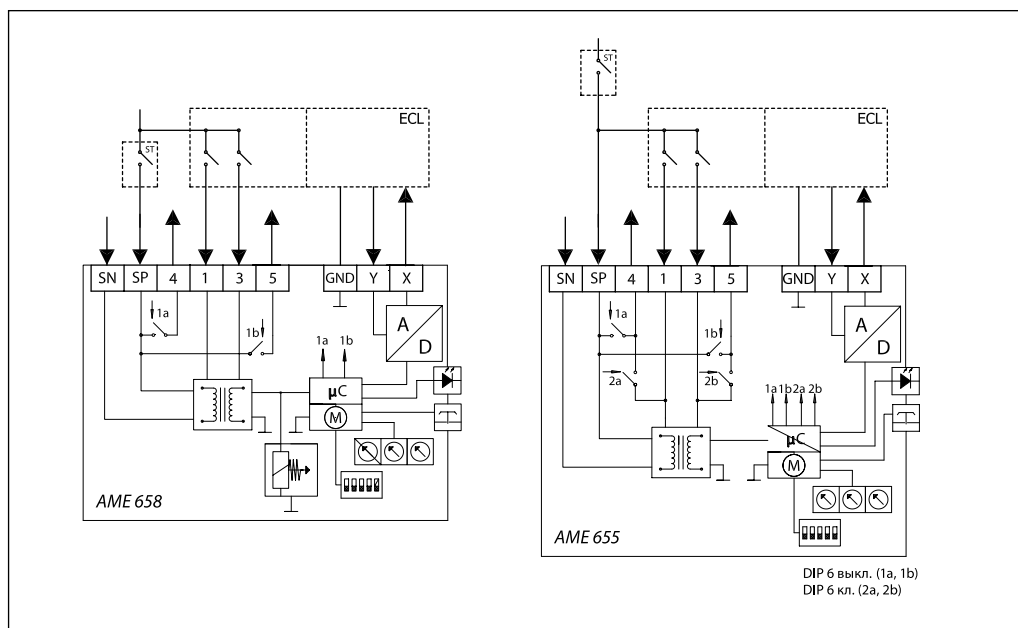 ST
ECL
SN SP 4 1 3 5 GND Y X
1a
1b
A
D
1a 1b
µC
M
AME 658
ST
ECL
SN SP 4 1 3 5 GND Y X
1a
1b
A
D
2a
2b
1a 1b 2a 2b
µC
M
AME 655
DIP 6 выкл. (1a, 1b)
DIP 6 кл. (2a, 2b)